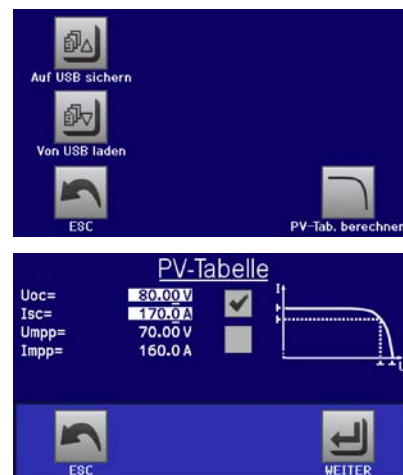 Auf USB sichern
Von USB laden
ESC
PV-Tab. berechnen
PV-Tabelle
Uoc= 80.00 V
Isc= 170.0 A
Umpp= 70.00 V
Impp= 160.0 A
I
U
ESC
WEITER